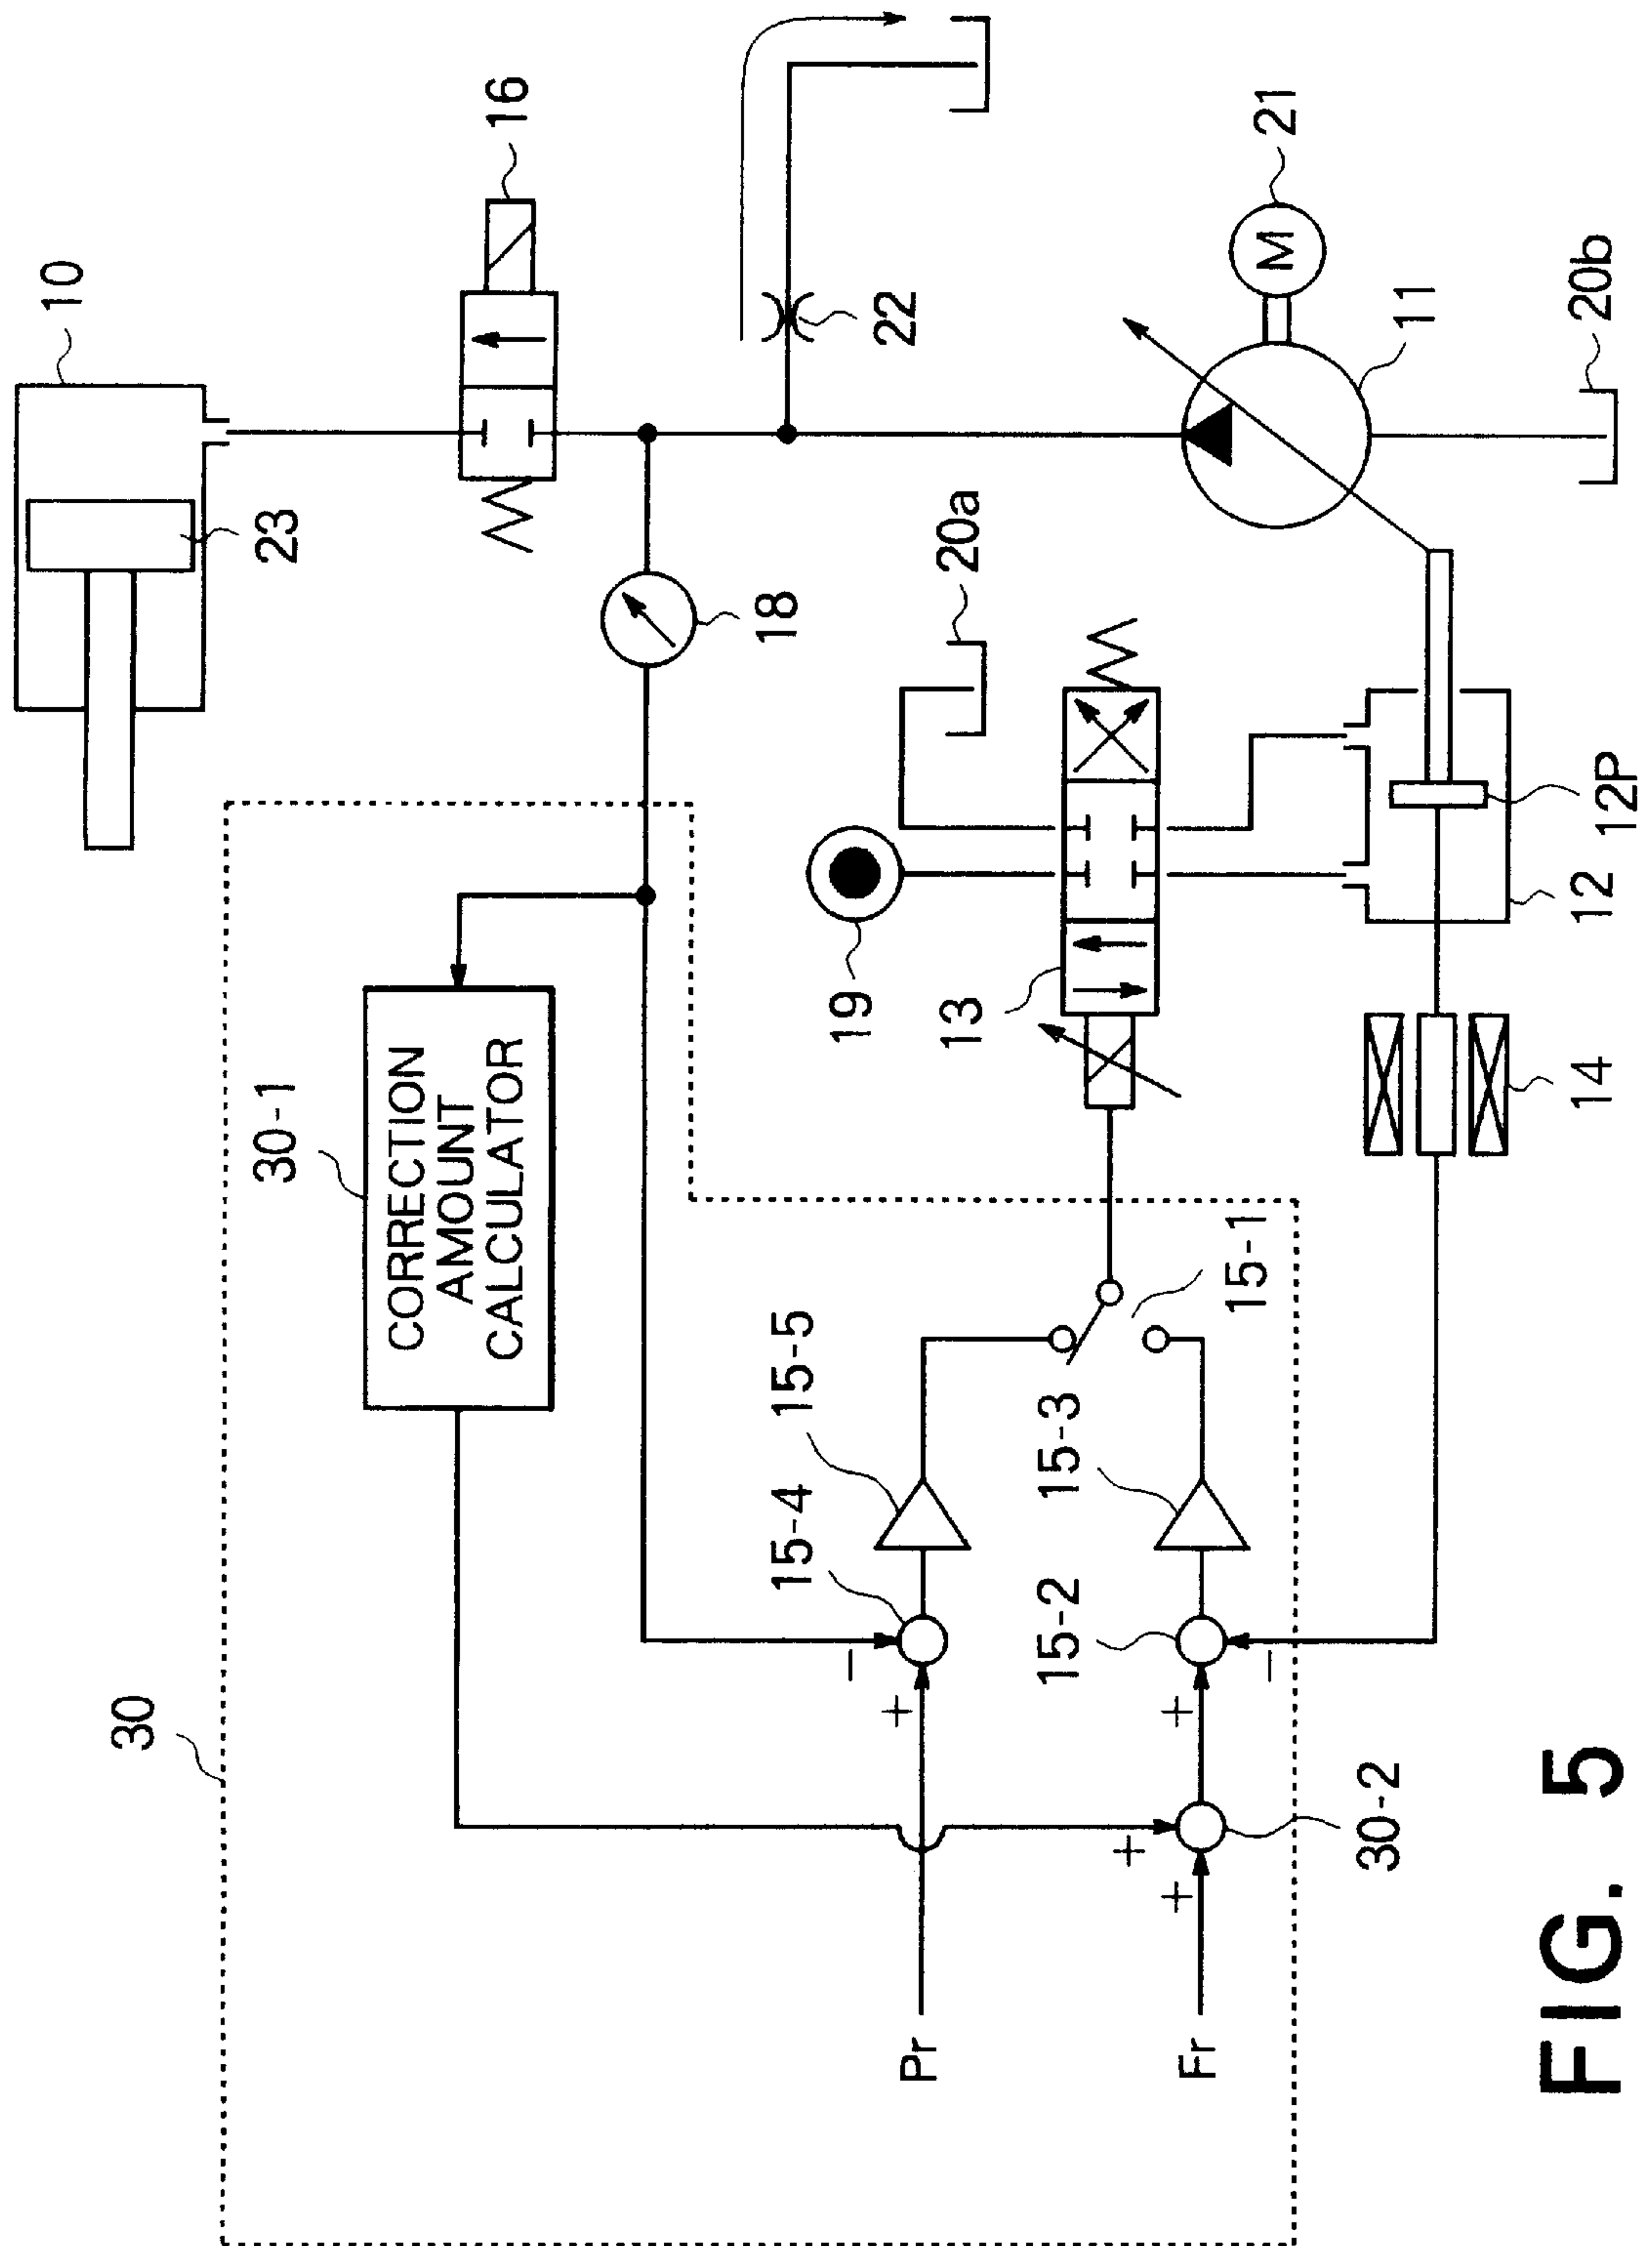 10
16
23
22
21
M
11
20b
18
20a
12P
12
19
13
14
30-1
CORRECTION
AMOUNT
CALCULATOR
15-1
15-5
15-3
15-4
15-2
30
30-2
−
+
−
+
+
+
Pr
Fr
FIG. 5